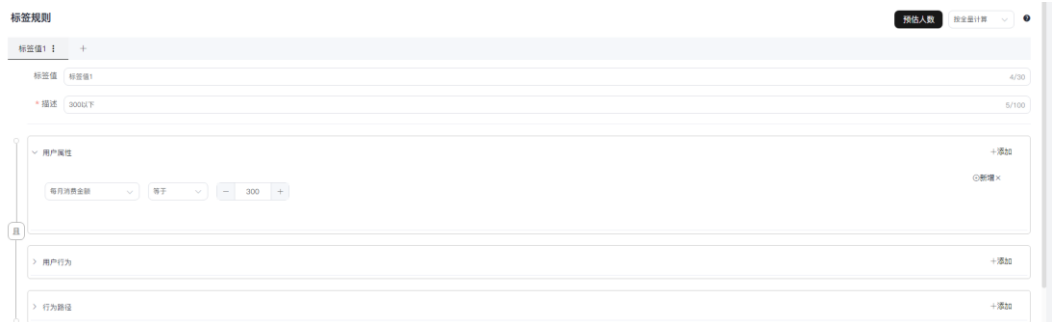 标签规则
预估人数 按全量计算
标签值1 +
标签值 标签值1 4/30
* 描述 300以下 5/100
用户属性 +添加
每月消费金额 等于 − 300 + 新增×
且
用户行为 +添加
行为路径 +添加